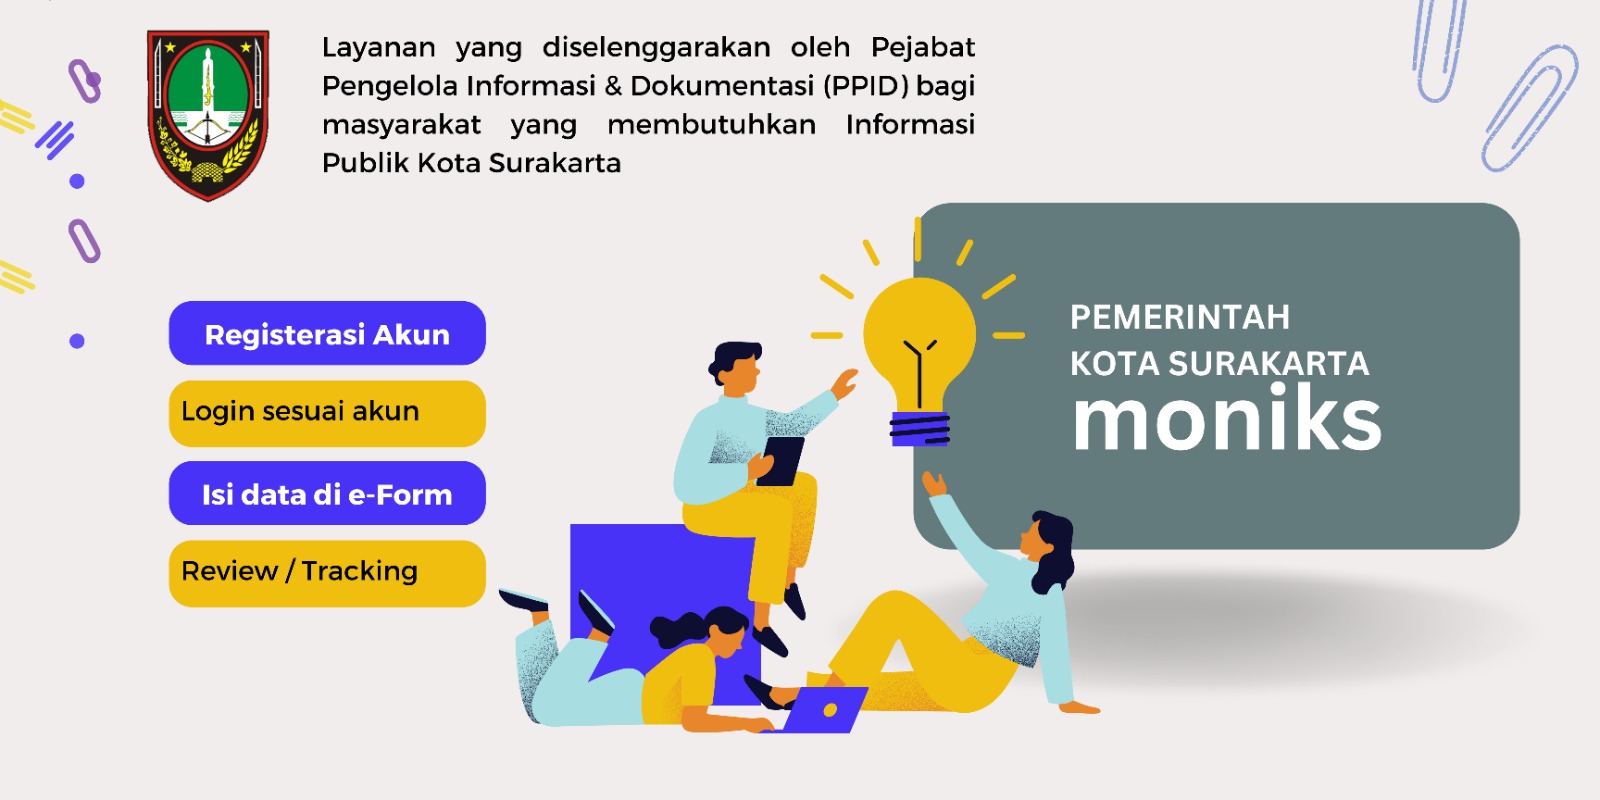 Layanan yang diselenggarakan oleh Pejabat
Pengelola Informasi & Dokumentasi (PPID) bagi
masyarakat yang membutuhkan Informasi
Publik Kota Surakarta
Registerasi Akun
Login sesuai akun
Isi data di e-Form
Review / Tracking
PEMERINTAH
KOTA SURAKARTA
moniks